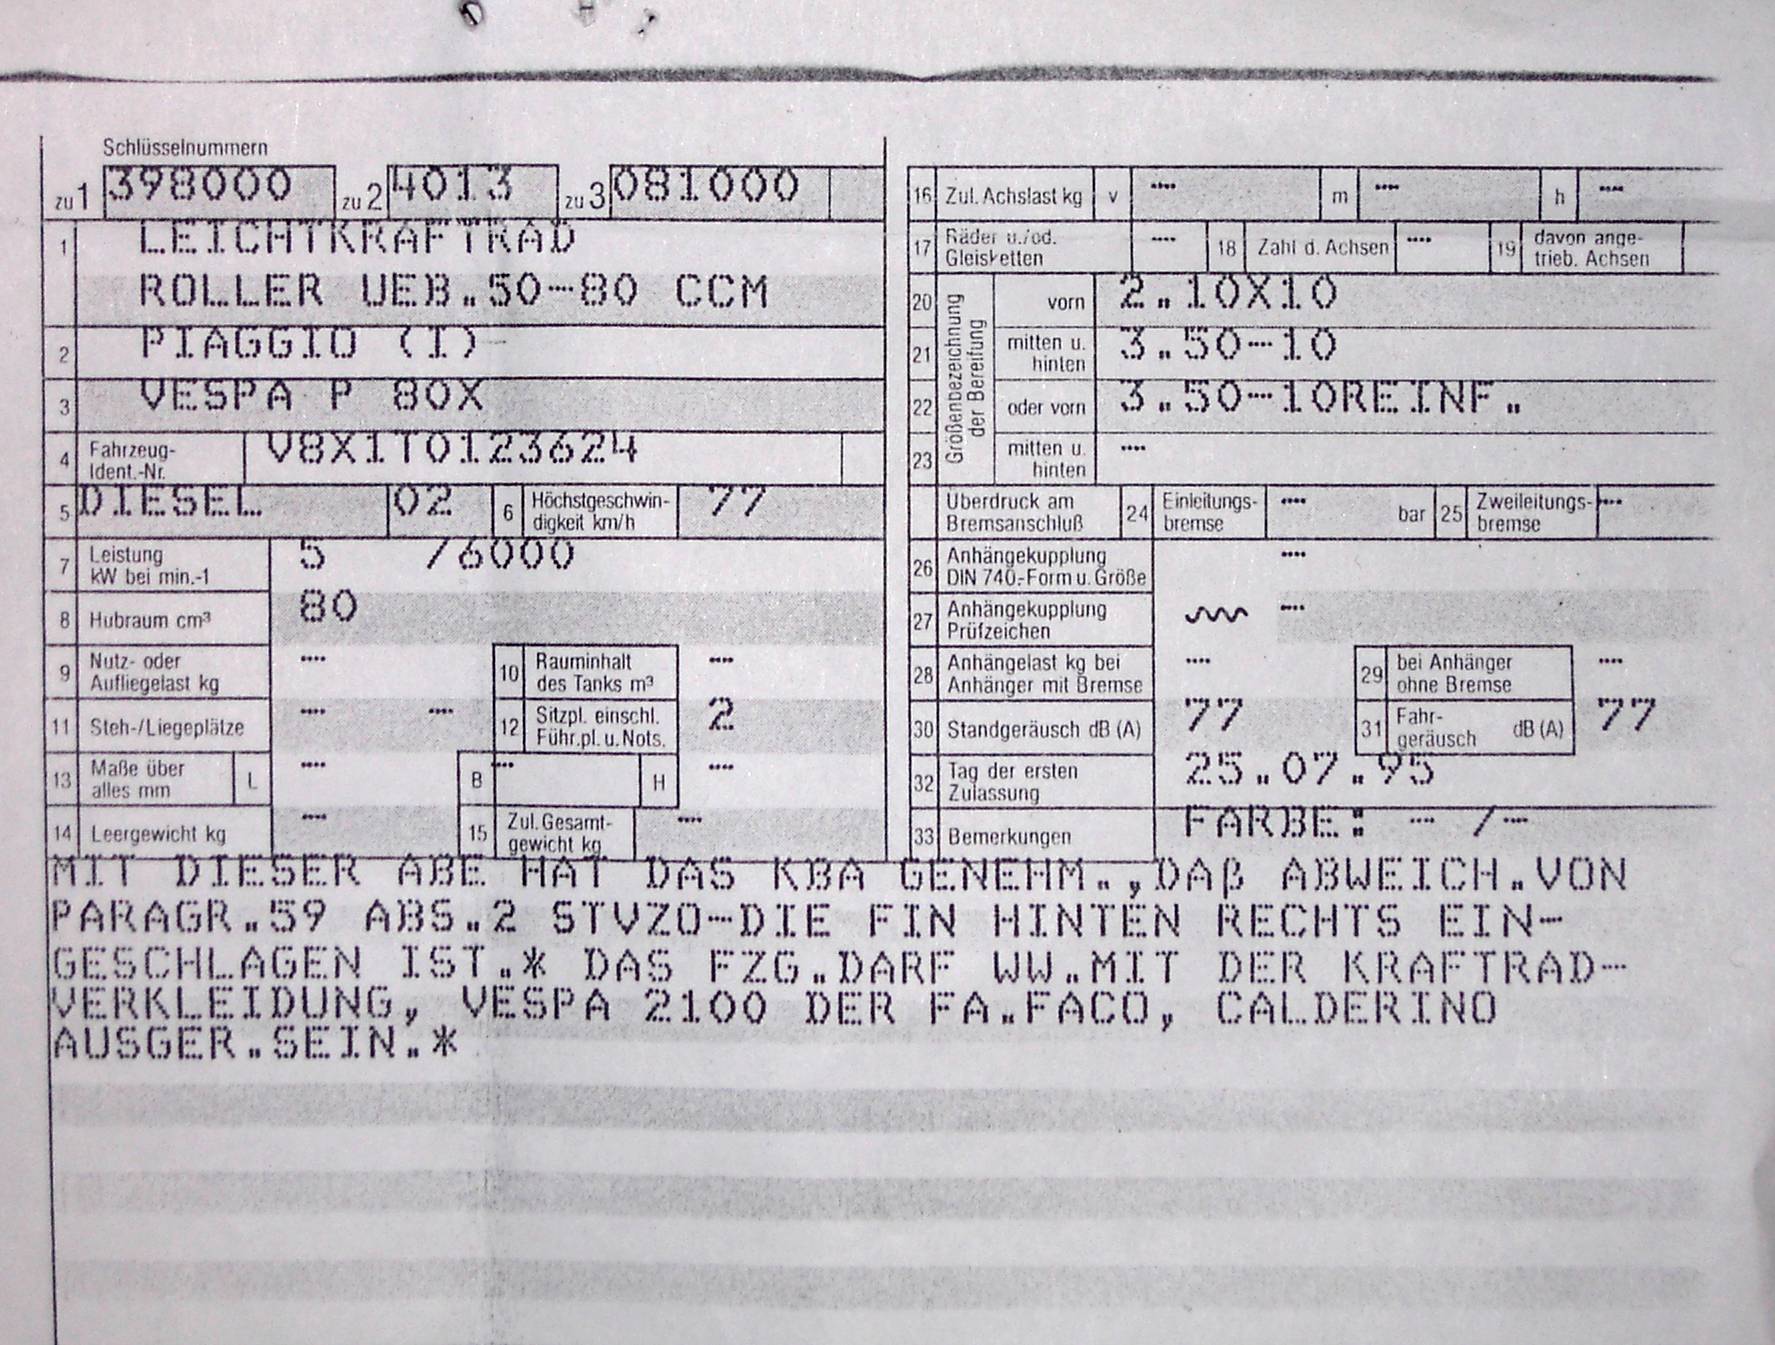 Schlüsselnummern
zu 1 398000 zu 2 4013 zu 3 081000
1 LEICHTKRAFTRAD
ROLLER UEB.50-80 CCM
2 PIAGGIO (I)
3 VESPA P 80X
4 Fahrzeug-Ident.-Nr. V8X1T0123624
5 DIESEL 02 6 Höchstgeschwindigkeit km/h 77
7 Leistung kW bei min.-1 5 /6000
8 Hubraum cm³ 80
9 Nutz- oder Aufliegelast kg ---- 10 Rauminhalt des Tanks m³ ----
11 Steh-/Liegeplätze ---- ---- 12 Sitzpl. einschl. Führ.pl. u. Nots. 2
13 Maße über alles mm L ---- B ---- H ----
14 Leergewicht kg ---- 15 Zul. Gesamtgewicht kg ----
16 Zul. Achslast kg v ---- m ---- h ----
17 Räder u./od. Gleisketten ---- 18 Zahl d. Achsen ---- 19 davon angetrieb. Achsen
Größenbezeichnung der Bereifung
20 vorn 2.10X10
21 mitten u. hinten 3.50-10
22 oder vorn 3.50-10REINF.
23 mitten u. hinten ----
Überdruck am Bremsanschluß 24 Einleitungsbremse ---- bar 25 Zweileitungsbremse ----
26 Anhängekupplung DIN 740.-Form u. Größe ----
27 Anhängekupplung Prüfzeichen ----
28 Anhängelast kg bei Anhänger mit Bremse ---- 29 bei Anhänger ohne Bremse ----
30 Standgeräusch dB (A) 77 31 Fahrgeräusch dB (A) 77
32 Tag der ersten Zulassung 25.07.95
33 Bemerkungen FARBE: - /-
MIT DIESER ABE HAT DAS KBA GENEHM.,DAß ABWEICH.VON
PARAGR.59 ABS.2 STVZO-DIE FIN HINTEN RECHTS EIN-
GESCHLAGEN IST.* DAS FZG.DARF WW.MIT DER KRAFTRAD-
VERKLEIDUNG, VESPA 2100 DER FA.FACO, CALDERINO
AUSGER.SEIN.*